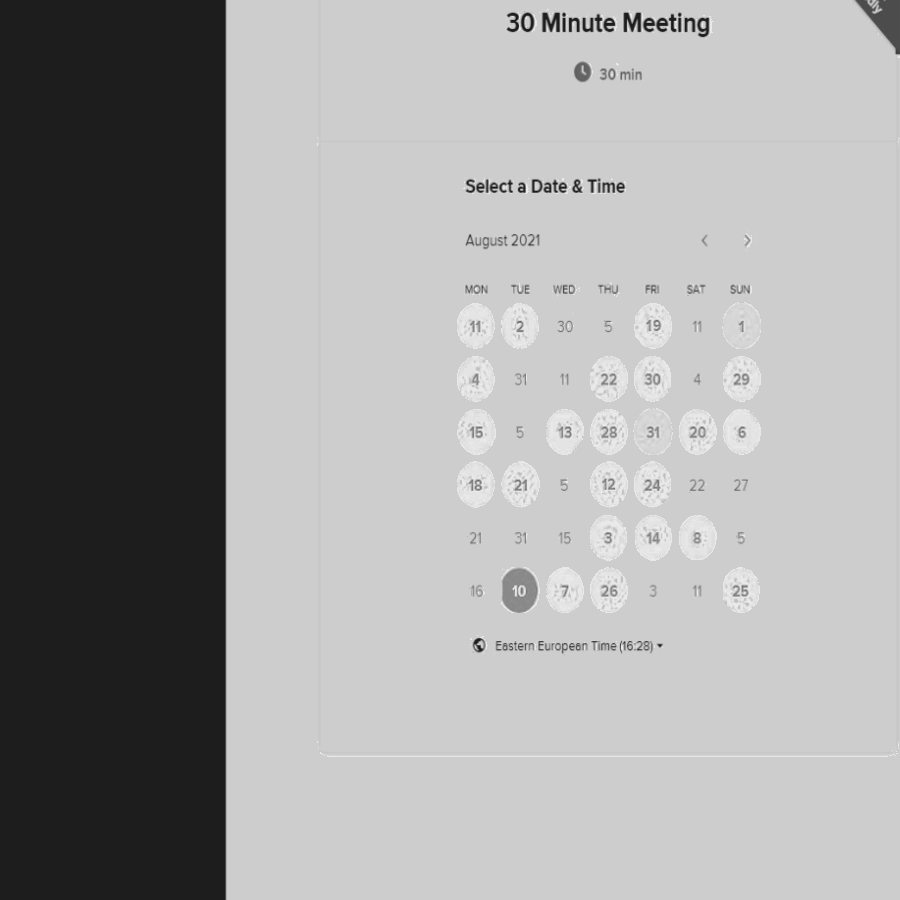 30 Minute Meeting
30 min
Select a Date & Time
August 2021
MON TUE WED THU FRI SAT SUN
11 2 30 5 19 11 1
4 31 11 22 30 4 29
15 5 13 28 31 20 6
18 21 5 12 24 22 27
21 31 15 3 14 8 5
16 10 7 26 3 11 25
Eastern European Time (16:28)